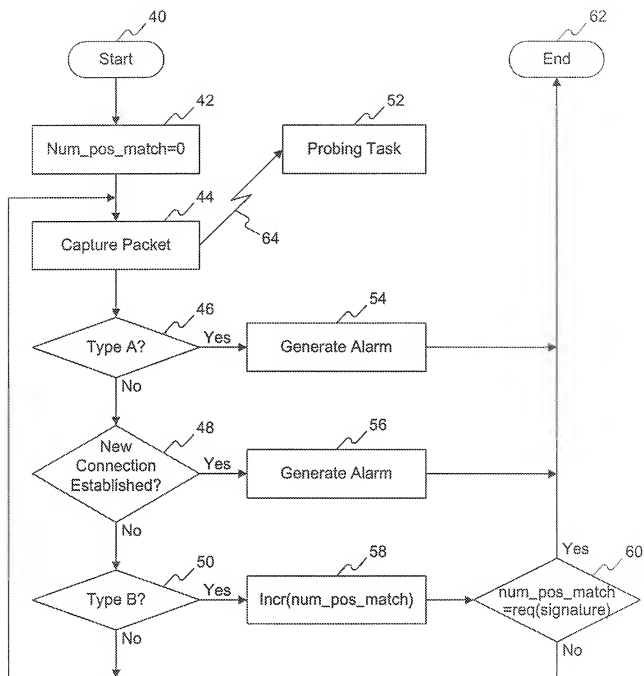 40
Start
62
End
42
Num_pos_match=0
52
Probing Task
44
Capture Packet
64
46
Type A?
Yes
No
54
Generate Alarm
48
New
Connection
Established?
Yes
No
56
Generate Alarm
50
Type B?
Yes
58
Incr(num_pos_match)
60
Yes
num_pos_match
=req(signature)
No
No